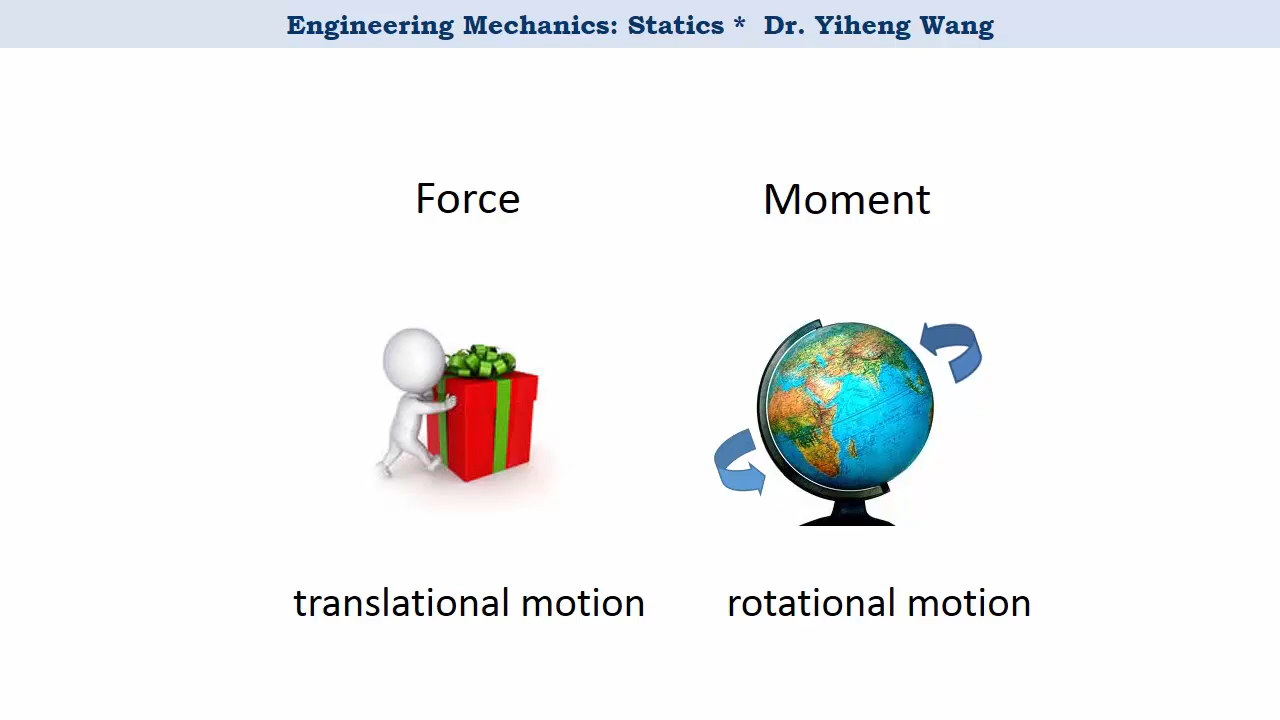 Engineering Mechanics: Statics * Dr. Yiheng Wang
Force
Moment
translational motion
rotational motion